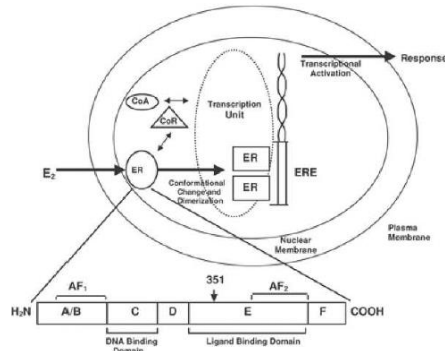 Transcriptional
Activation
Response
CoA
CoR
Transcription
Unit
E₂
ER
Conformational
Change and
Dimerization
ER
ER
ERE
Nuclear
Membrane
Plasma
Membrane
351
AF₁
AF₂
H₂N
A/B
C
D
E
F
COOH
DNA Binding
Domain
Ligand Binding Domain